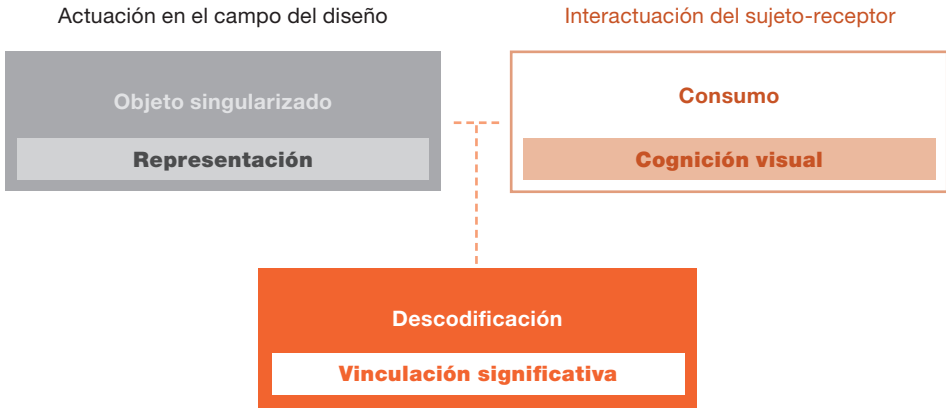 Actuación en el campo del diseño
Interactuación del sujeto-receptor
Objeto singularizado
Representación
Consumo
Cognición visual
Descodificación
Vinculación significativa